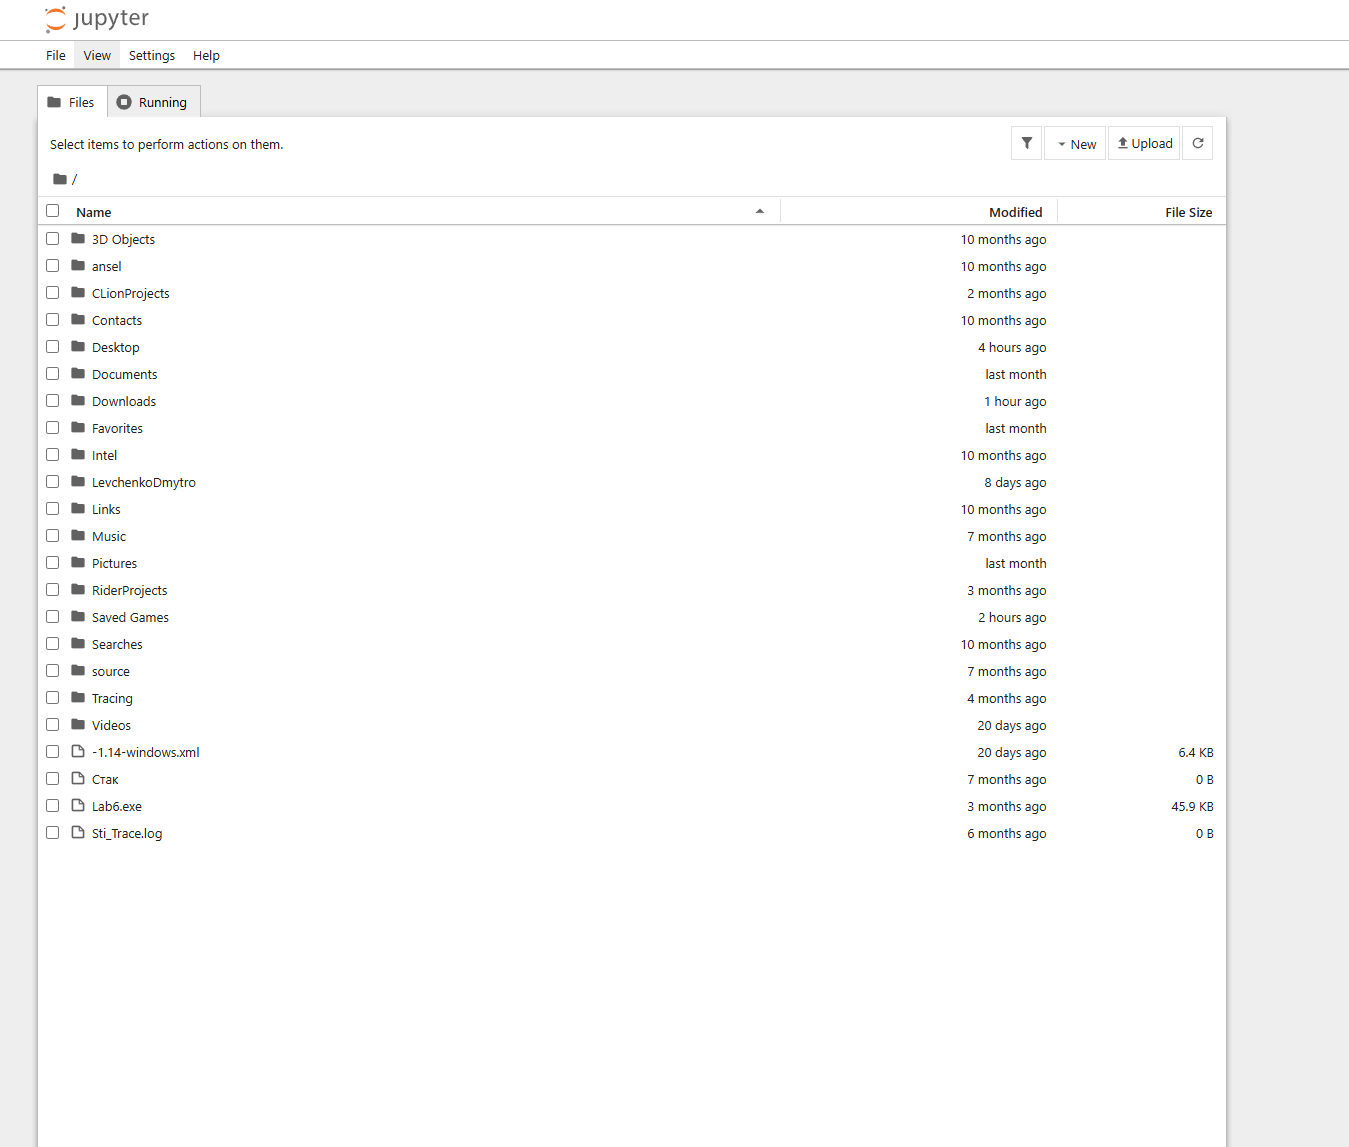 jupyter
File View Settings Help
Files Running
Select items to perform actions on them.
New Upload
/
Name Modified File Size
3D Objects 10 months ago
ansel 10 months ago
CLionProjects 2 months ago
Contacts 10 months ago
Desktop 4 hours ago
Documents last month
Downloads 1 hour ago
Favorites last month
Intel 10 months ago
LevchenkoDmytro 8 days ago
Links 10 months ago
Music 7 months ago
Pictures last month
RiderProjects 3 months ago
Saved Games 2 hours ago
Searches 10 months ago
source 7 months ago
Tracing 4 months ago
Videos 20 days ago
-1.14-windows.xml 20 days ago 6.4 KB
Стак 7 months ago 0 B
Lab6.exe 3 months ago 45.9 KB
Sti_Trace.log 6 months ago 0 B